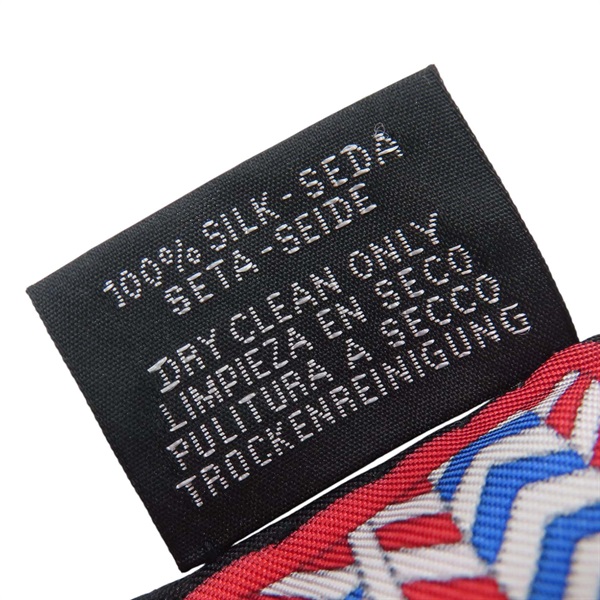 100% SILK - SEDA
SETA - SEIDE
DRY CLEAN ONLY
LIMPIEZA EN SECO
PULITURA A SECCO
TROCKENREINIGUNG